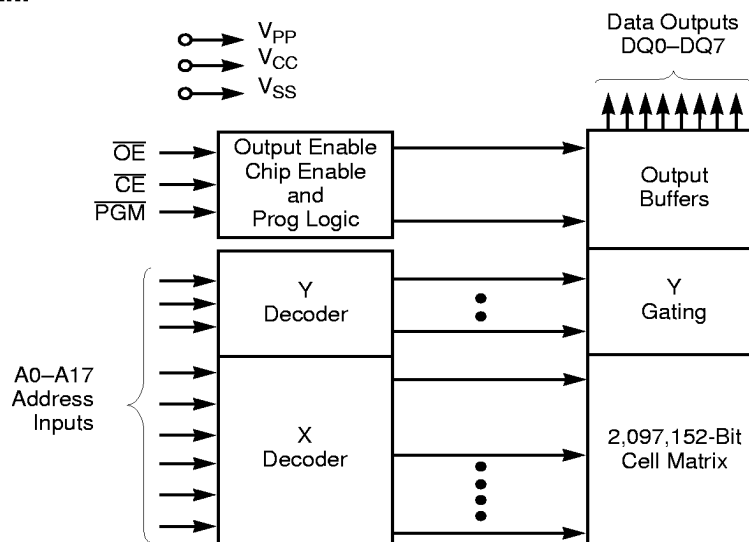 Data Outputs
DQ0–DQ7
VPP
VCC
VSS
OE
CE
PGM
Output Enable
Chip Enable
and
Prog Logic
Output
Buffers
Y
Decoder
Y
Gating
A0–A17
Address
Inputs
X
Decoder
2,097,152-Bit
Cell Matrix